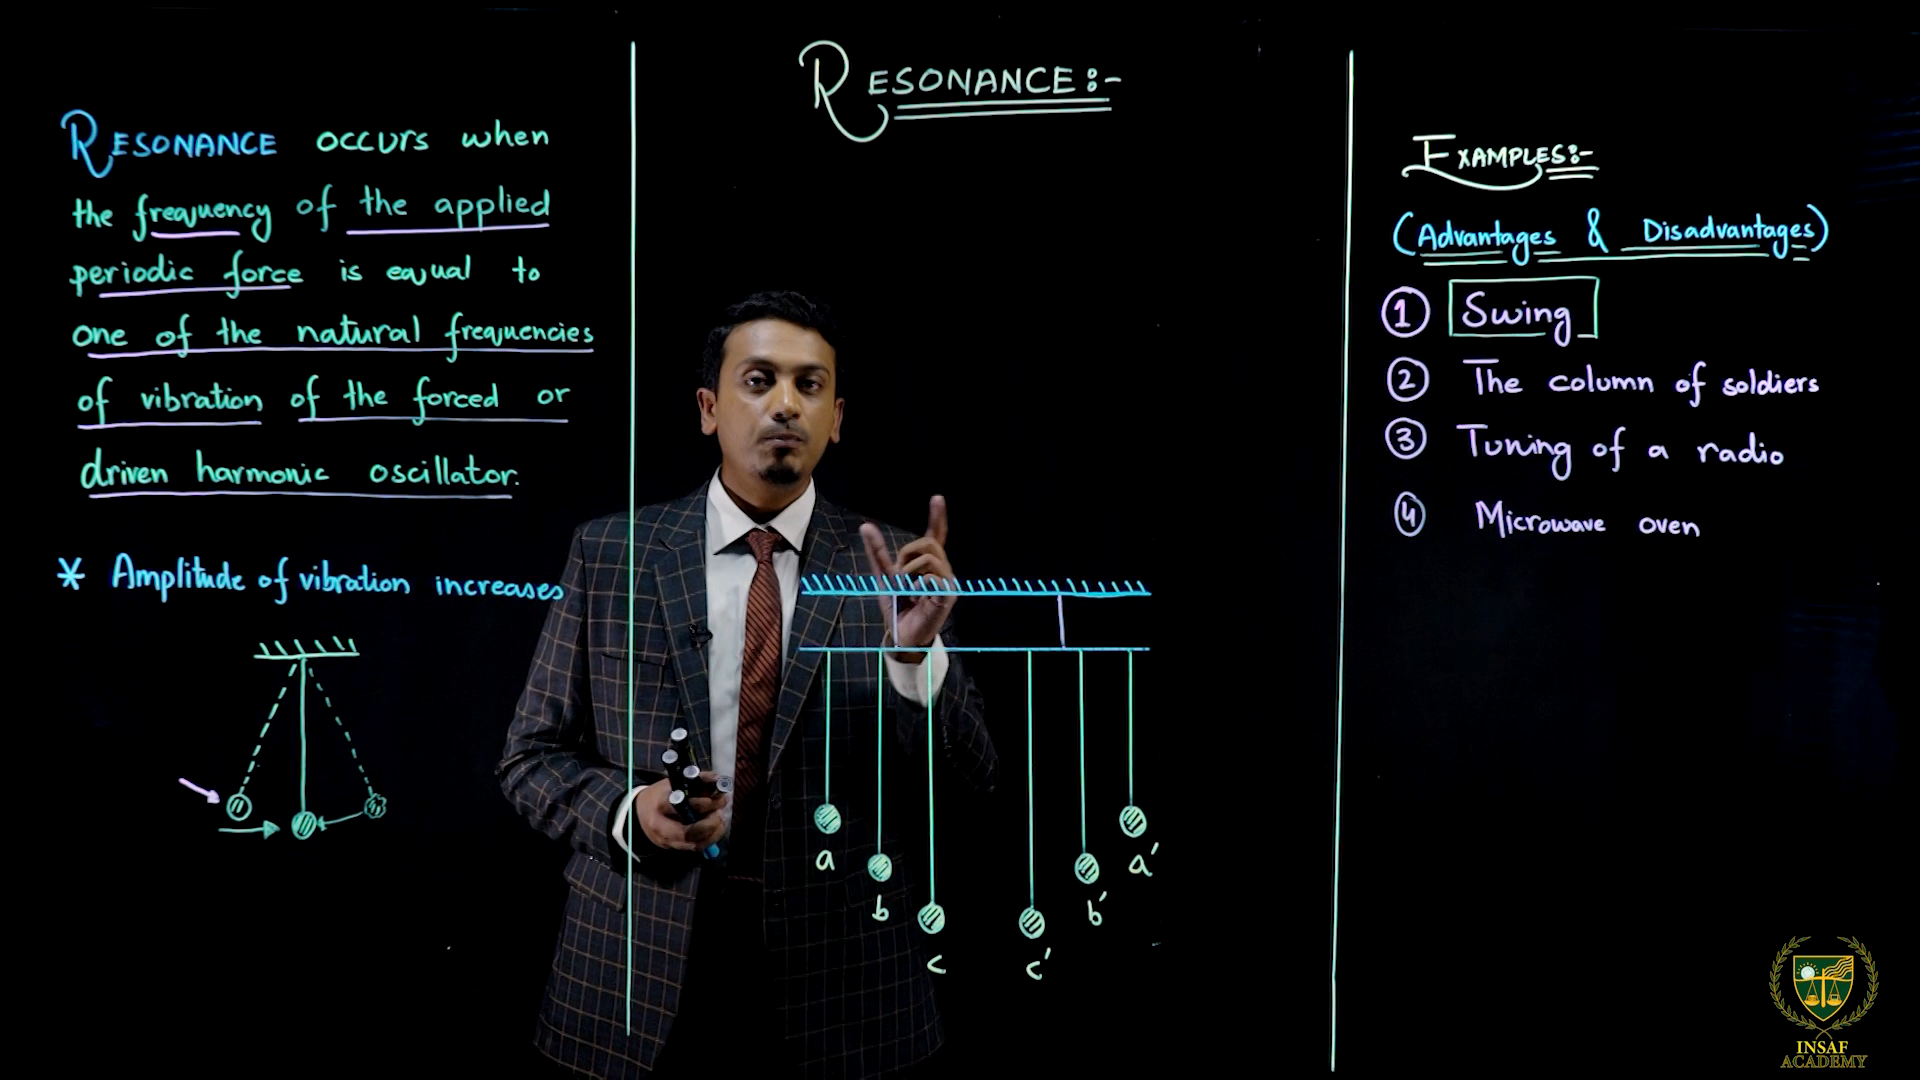 RESONANCE:-
RESONANCE occurs when
the frequency of the applied
periodic force is equal to
one of the natural frequencies
of vibration of the forced or
driven harmonic oscillator.
* Amplitude of vibration increases
a
b
c
c'
b'
a'
EXAMPLES:-
(Advantages & Disadvantages)
1 Swing
2 The column of soldiers
3 Tuning of a radio
4 Microwave oven
INSAF
ACADEMY